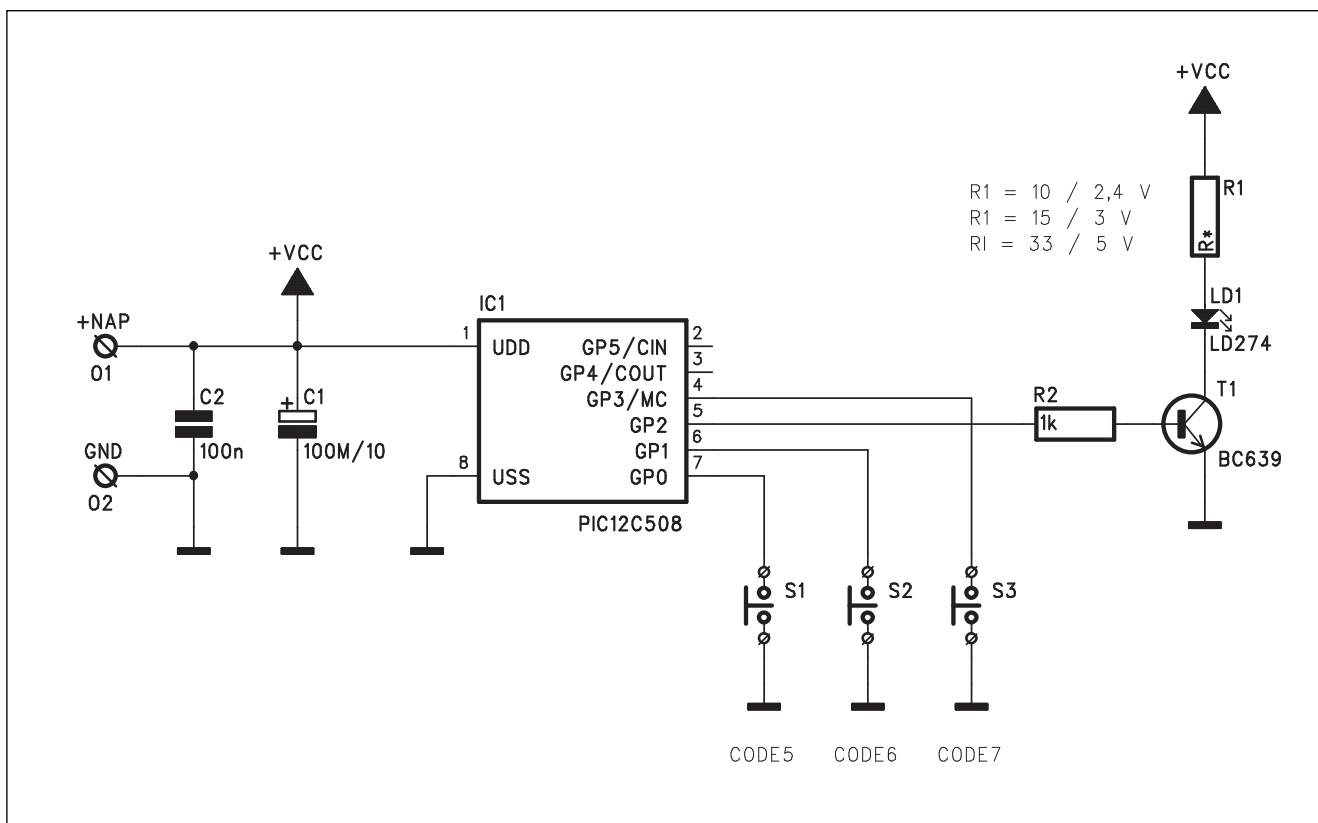 +VCC
R1 = 10 / 2,4 V
R1 = 15 / 3 V
RI = 33 / 5 V
R1
R*
LD1
LD274
T1
BC639
R2
1k
+VCC
+NAP
O1
GND
O2
C2
100n
+
C1
100M/10
IC1
1
UDD
8
USS
GP5/CIN
2
GP4/COUT
3
GP3/MC
4
GP2
5
GP1
6
GP0
7
PIC12C508
S1
S2
S3
CODE5
CODE6
CODE7